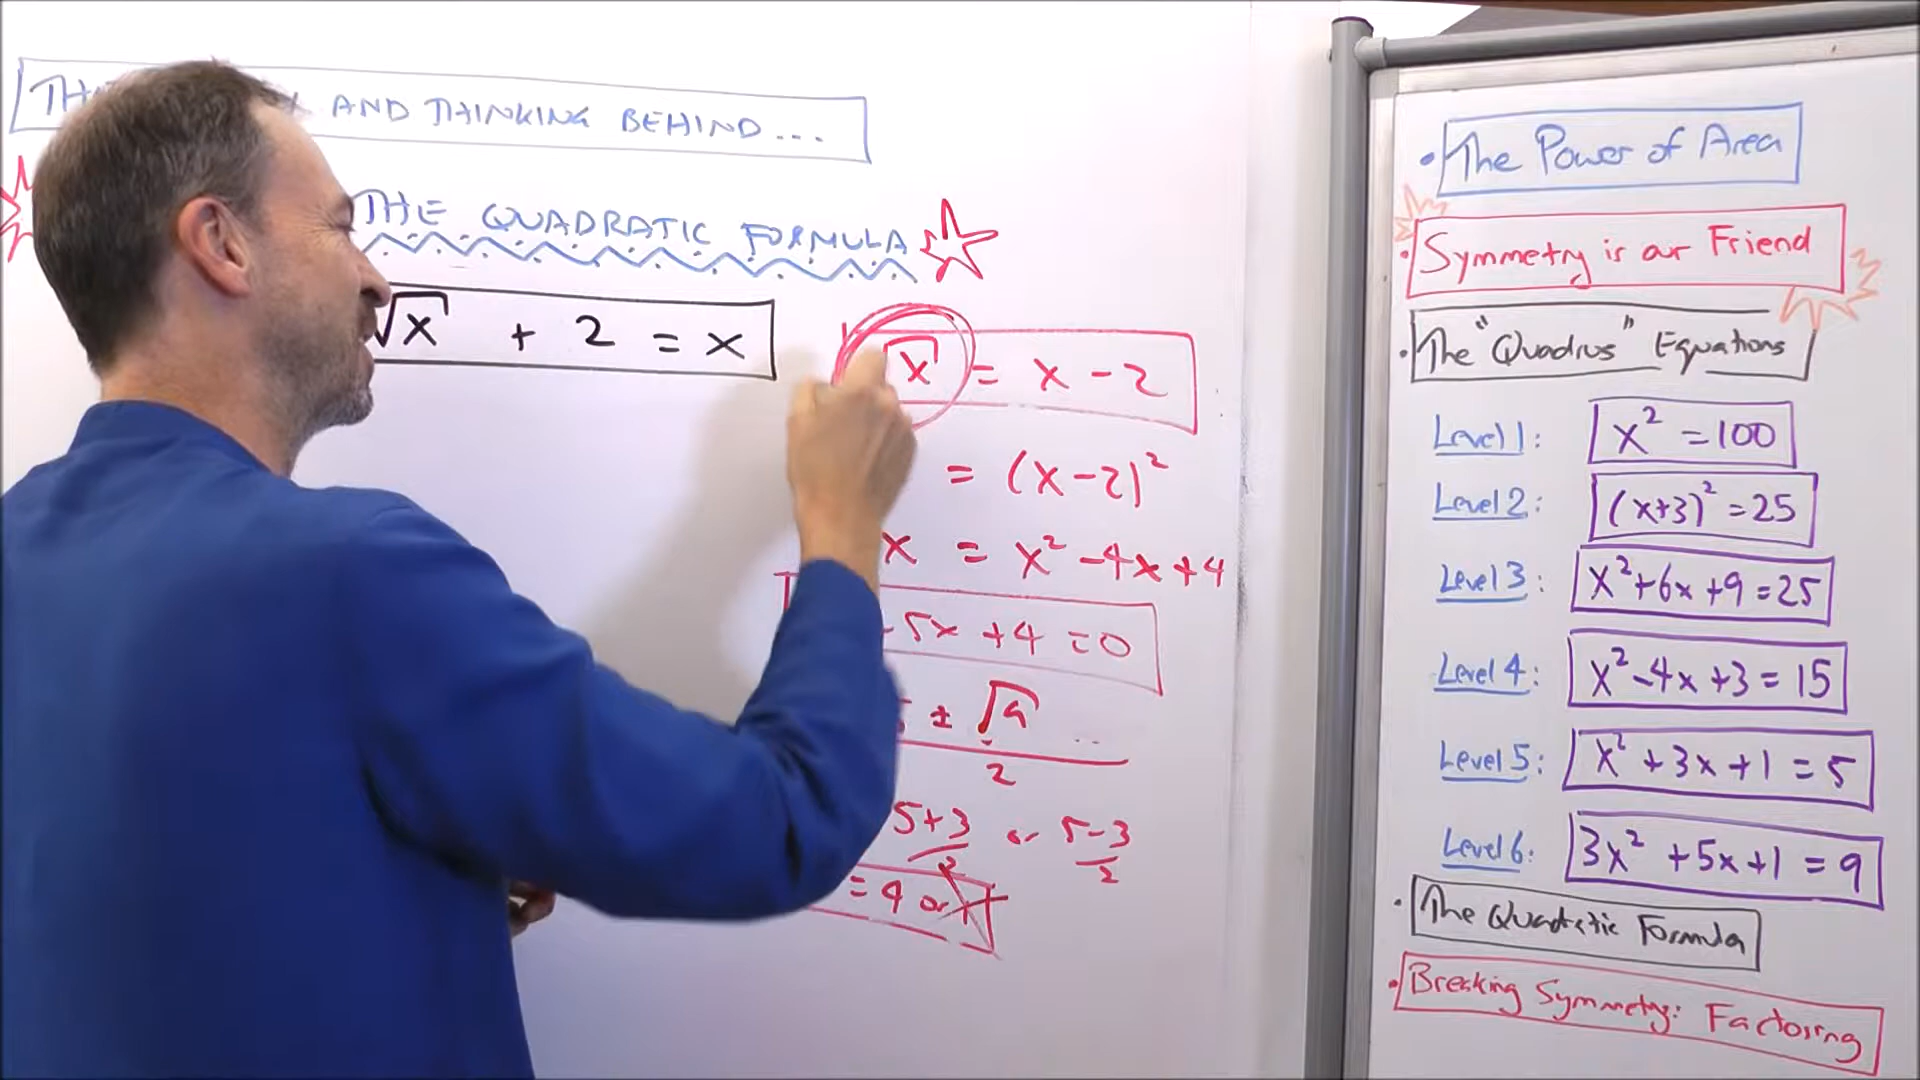 AND THINKING BEHIND...
THE QUADRATIC FORMULA
√x + 2 = x
√x = x - 2
= (x-2)²
x = x² -4x+4
5x +4 =0
± √9
2
5+3 or 5-3
2 2
= 4 or 1
• The Power of Area
• Symmetry is our Friend
• The "Quadrus" Equations
Level 1: x² = 100
Level 2: (x+3)² = 25
Level 3: x²+6x+9=25
Level 4: x²-4x+3=15
Level 5: x²+3x+1=5
Level 6: 3x²+5x+1=9
• The Quadratic Formula
• Breaking Symmetry: Factoring